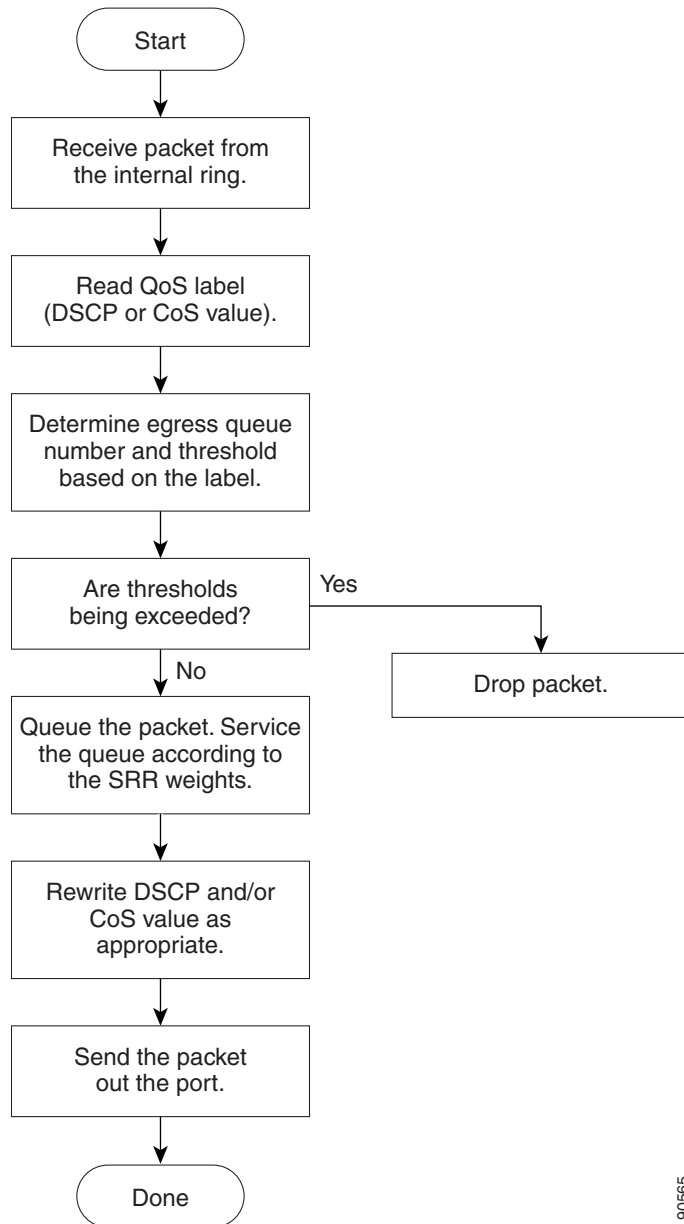 Start
Receive packet from
the internal ring.
Read QoS label
(DSCP or CoS value).
Determine egress queue
number and threshold
based on the label.
Are thresholds
being exceeded?
Yes
No
Drop packet.
Queue the packet. Service
the queue according to
the SRR weights.
Rewrite DSCP and/or
CoS value as
appropriate.
Send the packet
out the port.
Done
90565